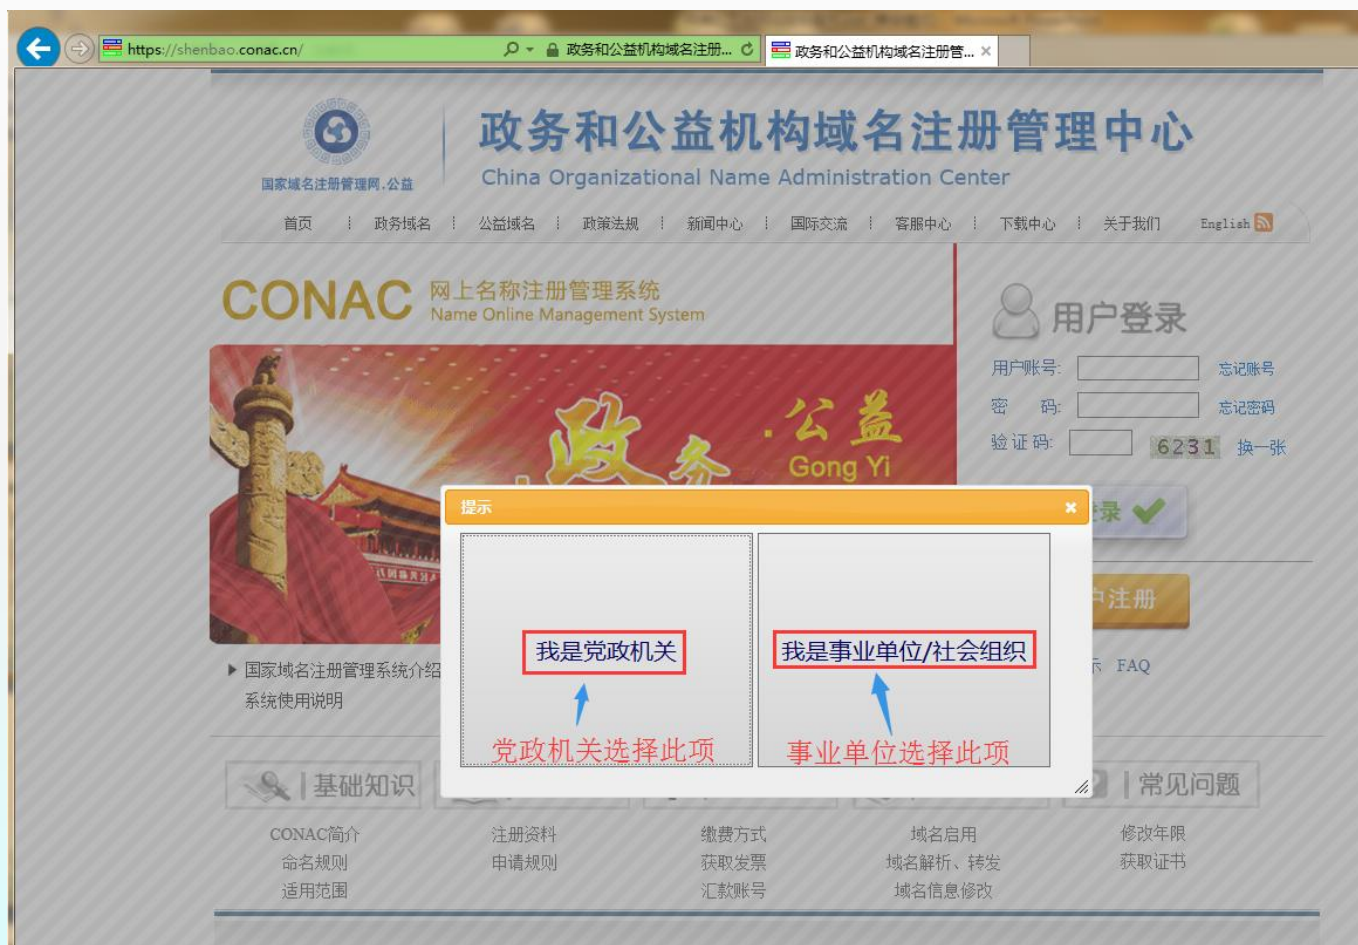 https://shenbao.conac.cn/
政务和公益机构域名注册...
政务和公益机构域名注册管...
国家域名注册管理网.公益
政务和公益机构域名注册管理中心
China Organizational Name Administration Center
首页 政务域名 公益域名 政策法规 新闻中心 国际交流 客服中心 下载中心 关于我们 English
CONAC 网上名称注册管理系统
Name Online Management System
用户登录
用户账号: 忘记账号
密 码: 忘记密码
验证码: 6231 换一张
.政务
.公益
Gong Yi
提示
录
户注册
我是党政机关
我是事业单位/社会组织
党政机关选择此项
事业单位选择此项
国家域名注册管理系统介绍
系统使用说明
示 FAQ
基础知识
常见问题
CONAC简介
命名规则
适用范围
注册资料
申请规则
缴费方式
获取发票
汇款账号
域名启用
域名解析、转发
域名信息修改
修改年限
获取证书